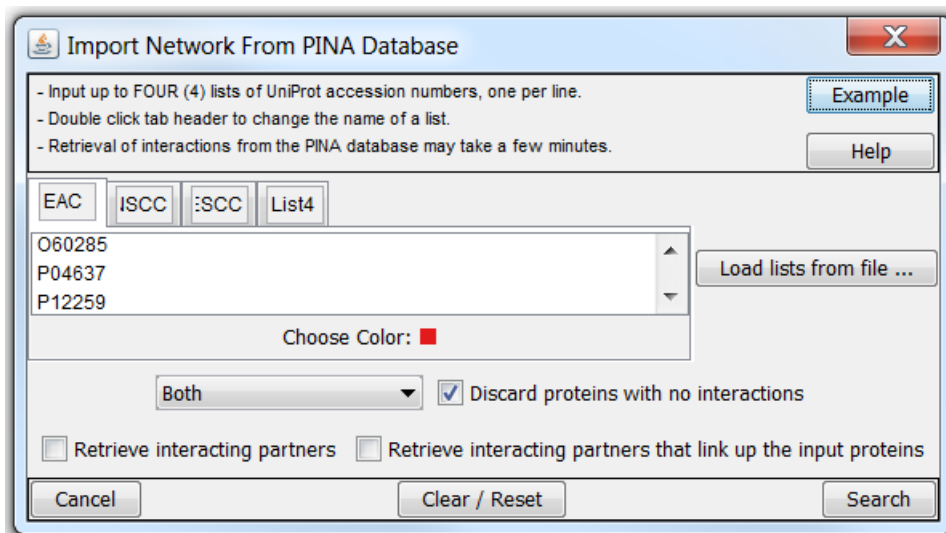 Import Network From PINA Database
- Input up to FOUR (4) lists of UniProt accession numbers, one per line.
- Double click tab header to change the name of a list.
- Retrieval of interactions from the PINA database may take a few minutes.
Example
Help
EAC SCC SCC List4
O60285
P04637
P12259
Load lists from file ...
Choose Color:
Both
Discard proteins with no interactions
Retrieve interacting partners
Retrieve interacting partners that link up the input proteins
Cancel
Clear / Reset
Search